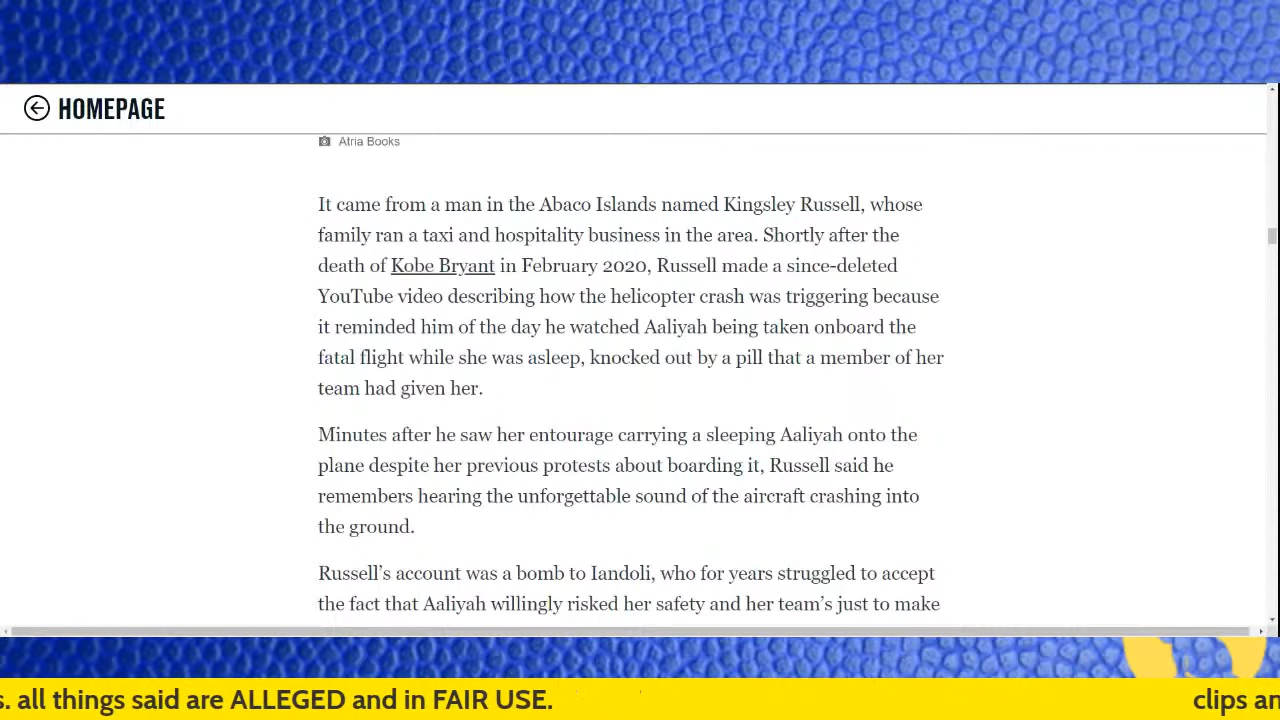 HOMEPAGE
Atria Books
It came from a man in the Abaco Islands named Kingsley Russell, whose
family ran a taxi and hospitality business in the area. Shortly after the
death of Kobe Bryant in February 2020, Russell made a since-deleted
YouTube video describing how the helicopter crash was triggering because
it reminded him of the day he watched Aaliyah being taken onboard the
fatal flight while she was asleep, knocked out by a pill that a member of her
team had given her.
Minutes after he saw her entourage carrying a sleeping Aaliyah onto the
plane despite her previous protests about boarding it, Russell said he
remembers hearing the unforgettable sound of the aircraft crashing into
the ground.
Russell’s account was a bomb to Iandoli, who for years struggled to accept
the fact that Aaliyah willingly risked her safety and her team’s just to make
s. all things said are ALLEGED and in FAIR USE. clips an